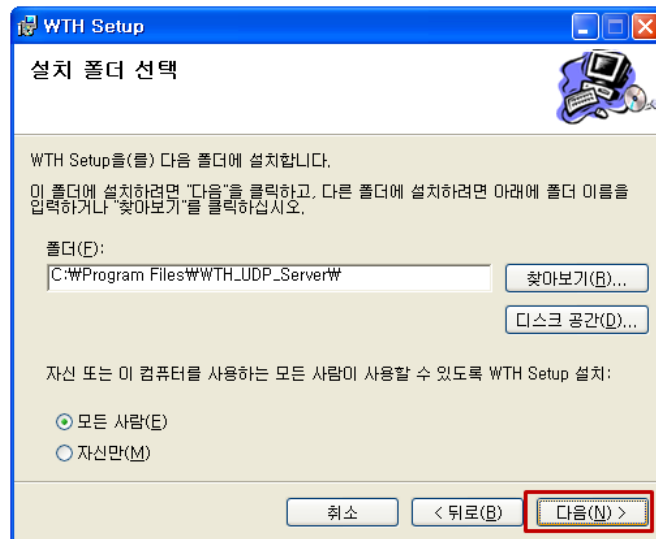 WTH Setup
설치 폴더 선택
WTH Setup을(를) 다음 폴더에 설치합니다.
이 폴더에 설치하려면 "다음"을 클릭하고, 다른 폴더에 설치하려면 아래에 폴더 이름을
입력하거나 "찾아보기"를 클릭하십시오.
폴더(F):
C:₩Program Files₩WTH_UDP_Server₩
찾아보기(R)...
디스크 공간(D)...
자신 또는 이 컴퓨터를 사용하는 모든 사람이 사용할 수 있도록 WTH Setup 설치:
모든 사람(E)
자신만(M)
취소
< 뒤로(B)
다음(N) >